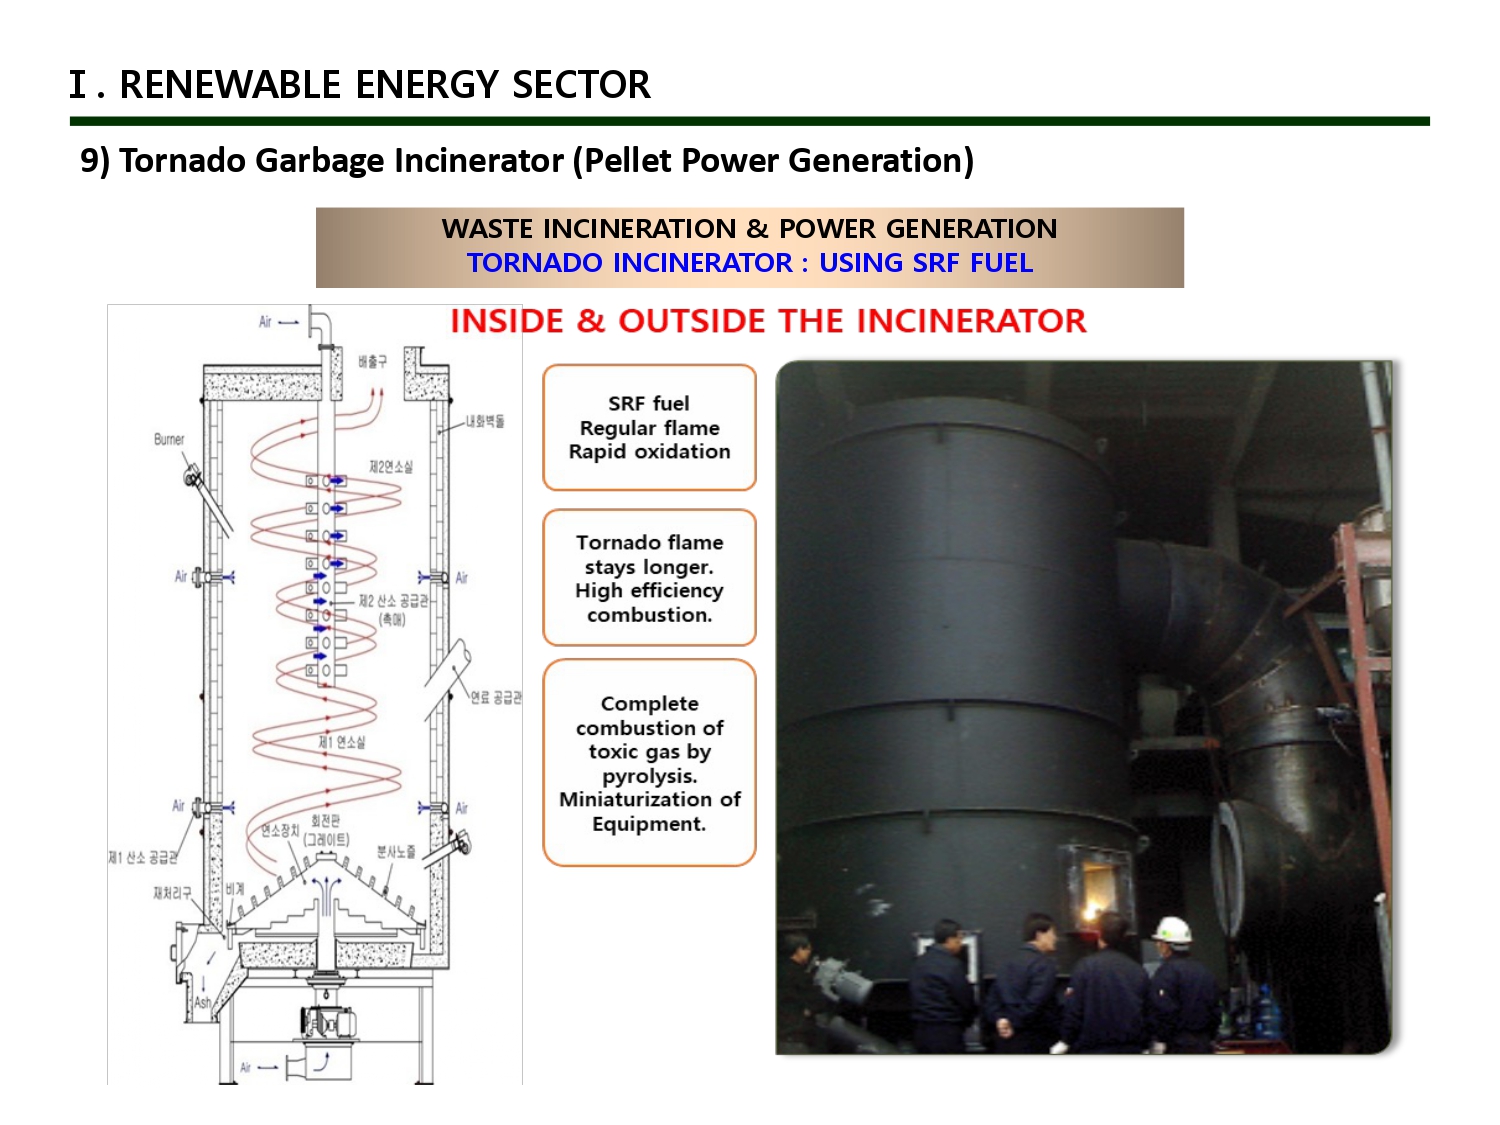 I . RENEWABLE ENERGY SECTOR
9) Tornado Garbage Incinerator (Pellet Power Generation)
WASTE INCINERATION & POWER GENERATION
TORNADO INCINERATOR : USING SRF FUEL
INSIDE & OUTSIDE THE INCINERATOR
Air
배출구
내화벽돌
Burner
제2연소실
Air
Air
제2 산소 공급관
(촉매)
연료 공급관
제1 연소실
Air
Air
회전판
(그레이트)
연소장치
분사노즐
제1 산소 공급관
재처리구
비계
Ash
Air
SRF fuel
Regular flame
Rapid oxidation
Tornado flame
stays longer.
High efficiency
combustion.
Complete
combustion of
toxic gas by
pyrolysis.
Miniaturization of
Equipment.